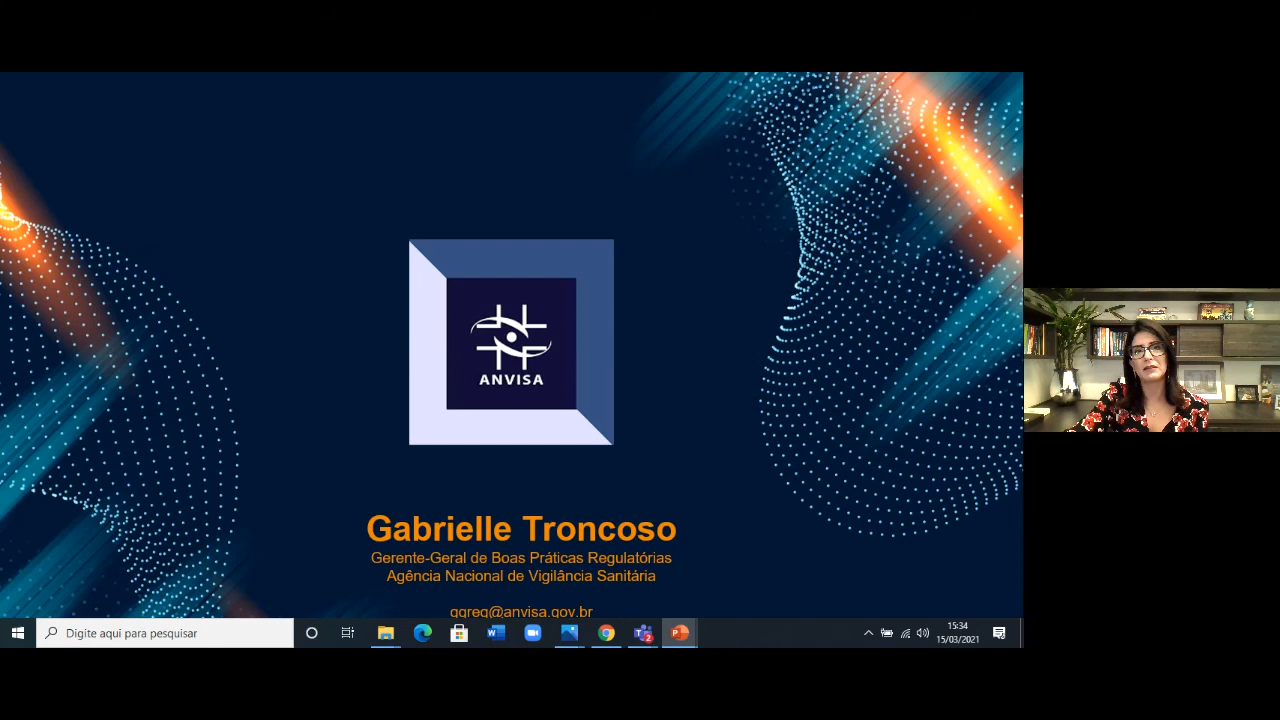 ANVISA
Gabrielle Troncoso
Gerente-Geral de Boas Práticas Regulatórias
Agência Nacional de Vigilância Sanitária
ggreg@anvisa.gov.br
Digite aqui para pesquisar
15:34
15/03/2021